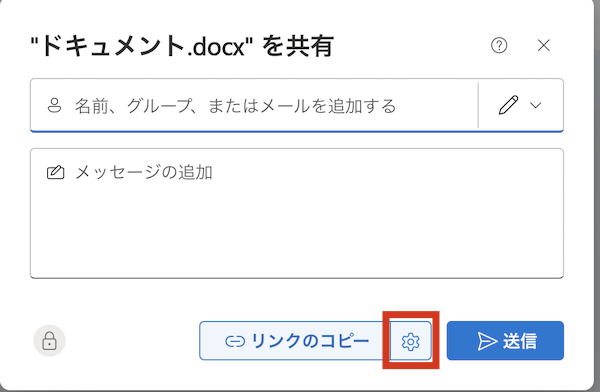 "ドキュメント.docx" を共有
名前、グループ、またはメールを追加する
メッセージの追加
リンクのコピー
送信